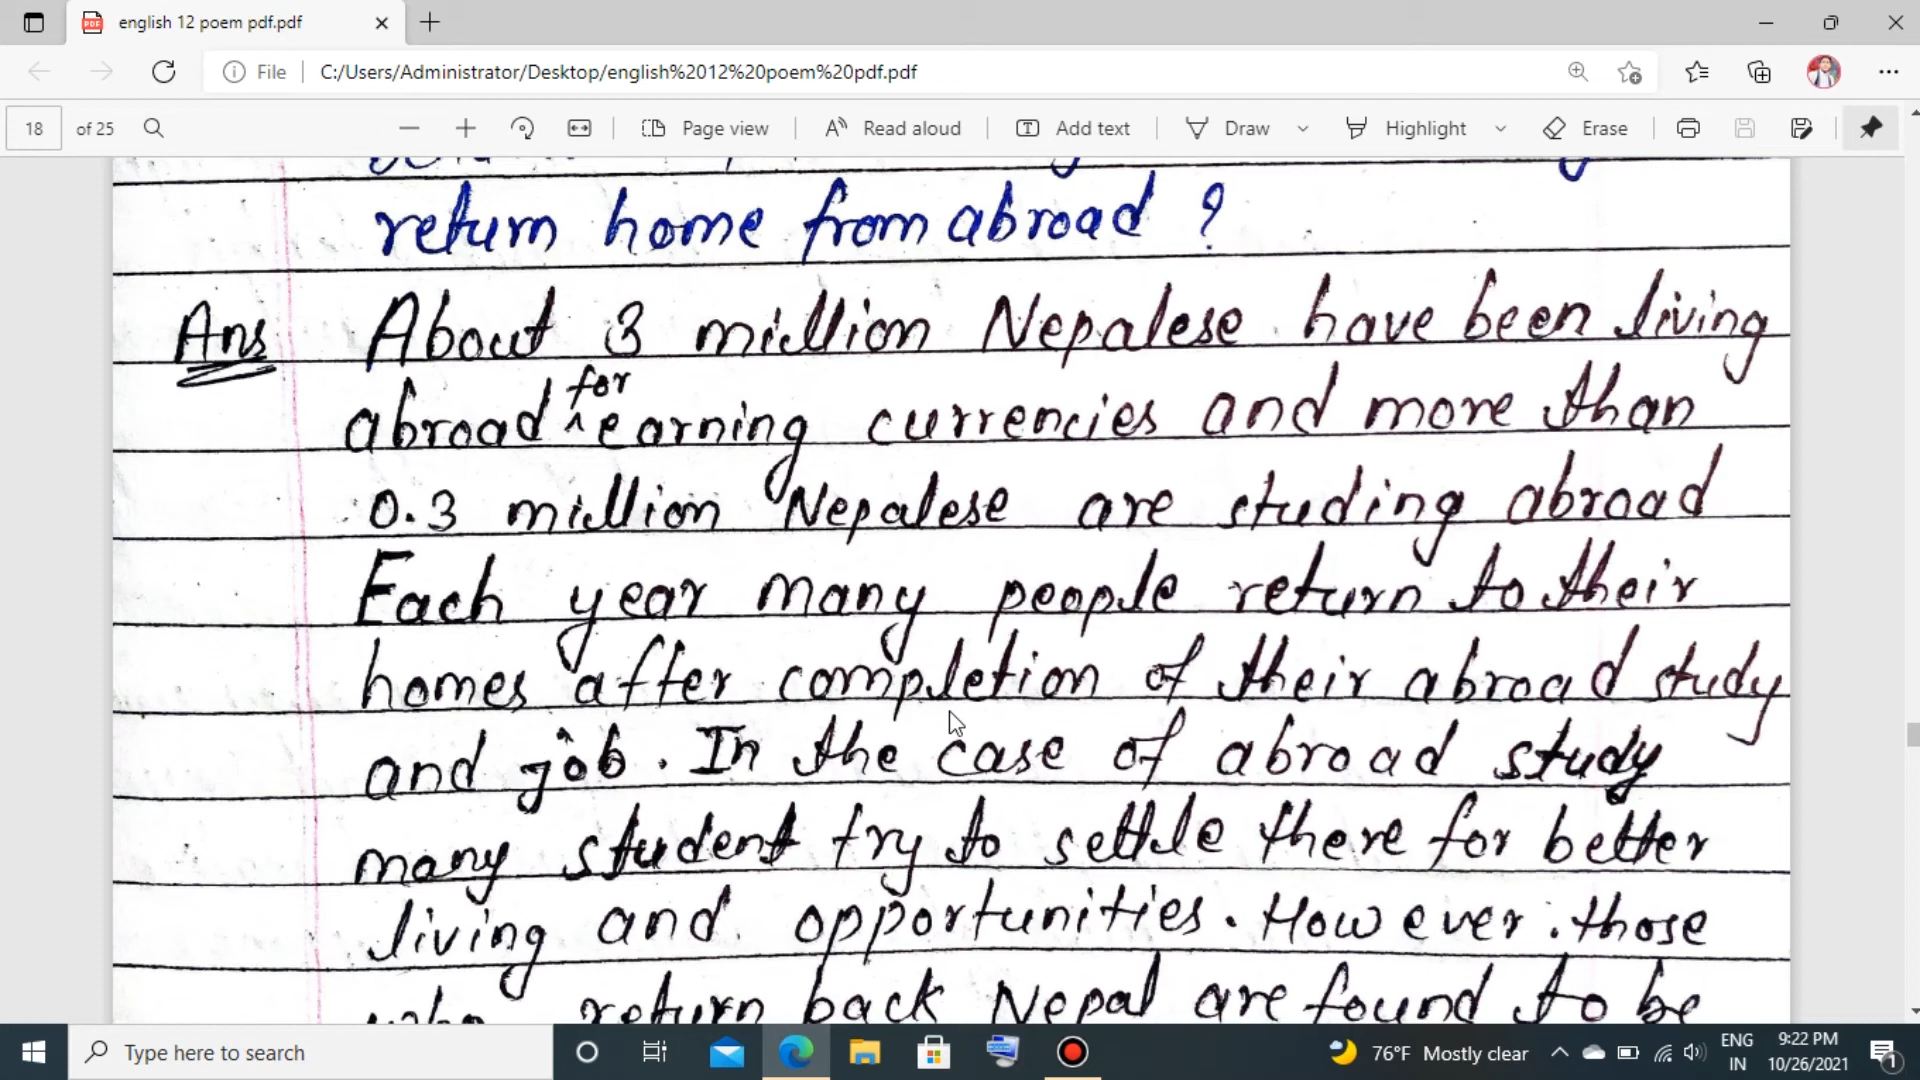 english 12 poem pdf.pdf
File C:/Users/Administrator/Desktop/english%2012%20poem%20pdf.pdf
18 of 25 Page view Read aloud Add text Draw Highlight Erase
return home from abroad ?
Ans About 3 million Nepalese have been living
abroad for earning currencies and more than
0.3 million Nepalese are studing abroad
Each year many people return to their
homes after completion of their abroad study
and job. In the case of abroad study
many student try to settle there for better
living and opportunities. However. those
who return back Nepal are found to be
Type here to search 76°F Mostly clear ENG 9:22 PM
IN 10/26/2021 1